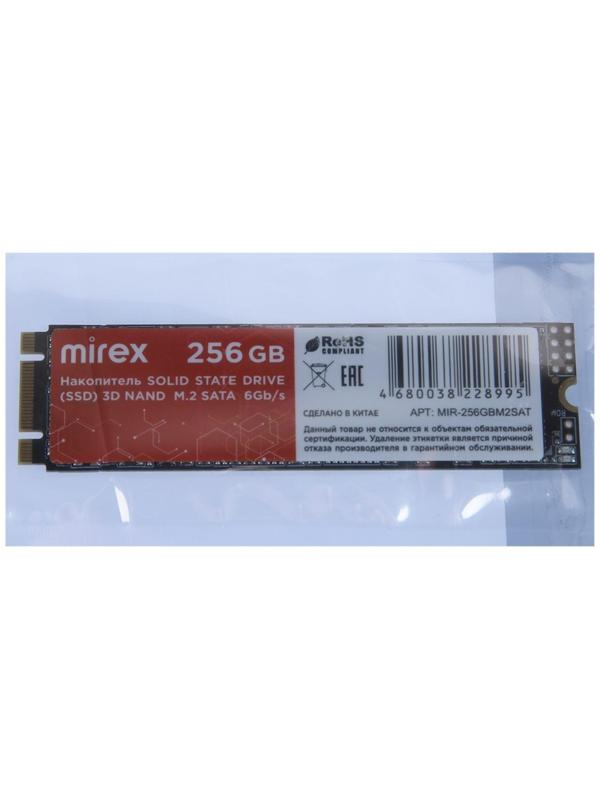 mirex 256 GB
Накопитель SOLID STATE DRIVE
(SSD) 3D NAND M.2 SATA 6Gb/s
RoHS
COMPLIANT
EAC
4 680038 228995
СДЕЛАНО В КИТАЕ
АРТ: MIR-256GBM2SAT
Данный товар не относится к объектам обязательной
сертификации. Удаление этикетки является причиной
отказа производителя в гарантийном обслуживании.
ROW